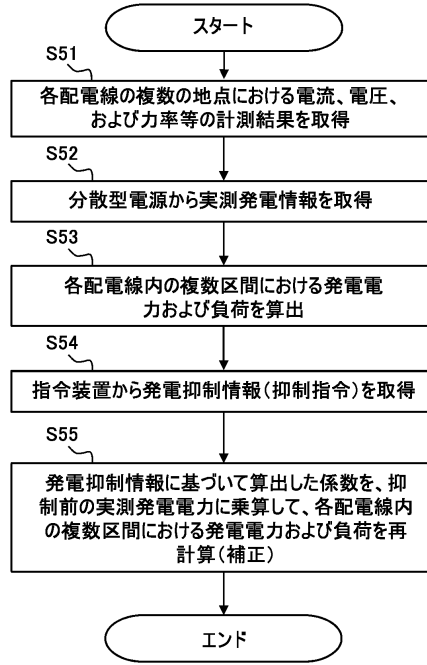 スタート
S51
各配電線の複数の地点における電流、電圧、
および力率等の計測結果を取得
S52
分散型電源から実測発電情報を取得
S53
各配電線内の複数区間における発電電
力および負荷を算出
S54
指令装置から発電抑制情報(抑制指令)を取得
S55
発電抑制情報に基づいて算出した係数を、抑
制前の実測発電電力に乗算して、各配電線内
の複数区間における発電電力および負荷を再
計算(補正)
エンド